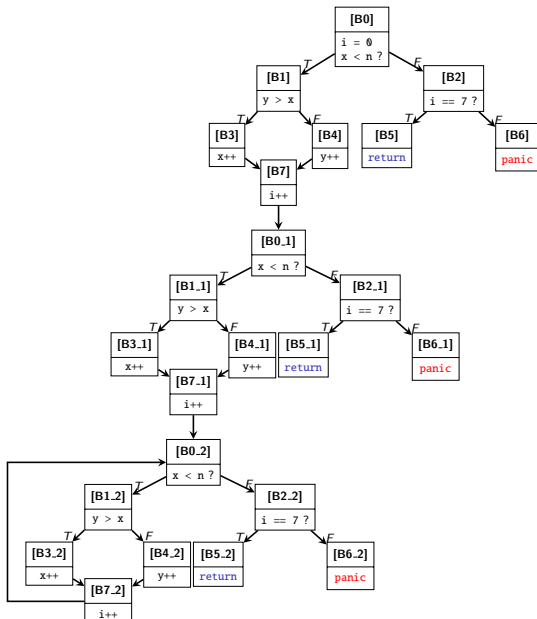 [B0]
i = 0
x < n ?
T
F
[B1]
y > x
[B2]
i == 7 ?
T
F
T
F
[B3]
x++
[B4]
y++
[B5]
return
[B6]
panic
[B7]
i++
[B0_1]
x < n ?
T
F
[B1_1]
y > x
[B2_1]
i == 7 ?
T
F
T
F
[B3_1]
x++
[B4_1]
y++
[B5_1]
return
[B6_1]
panic
[B7_1]
i++
[B0_2]
x < n ?
T
F
[B1_2]
y > x
[B2_2]
i == 7 ?
T
F
T
F
[B3_2]
x++
[B4_2]
y++
[B5_2]
return
[B6_2]
panic
[B7_2]
i++